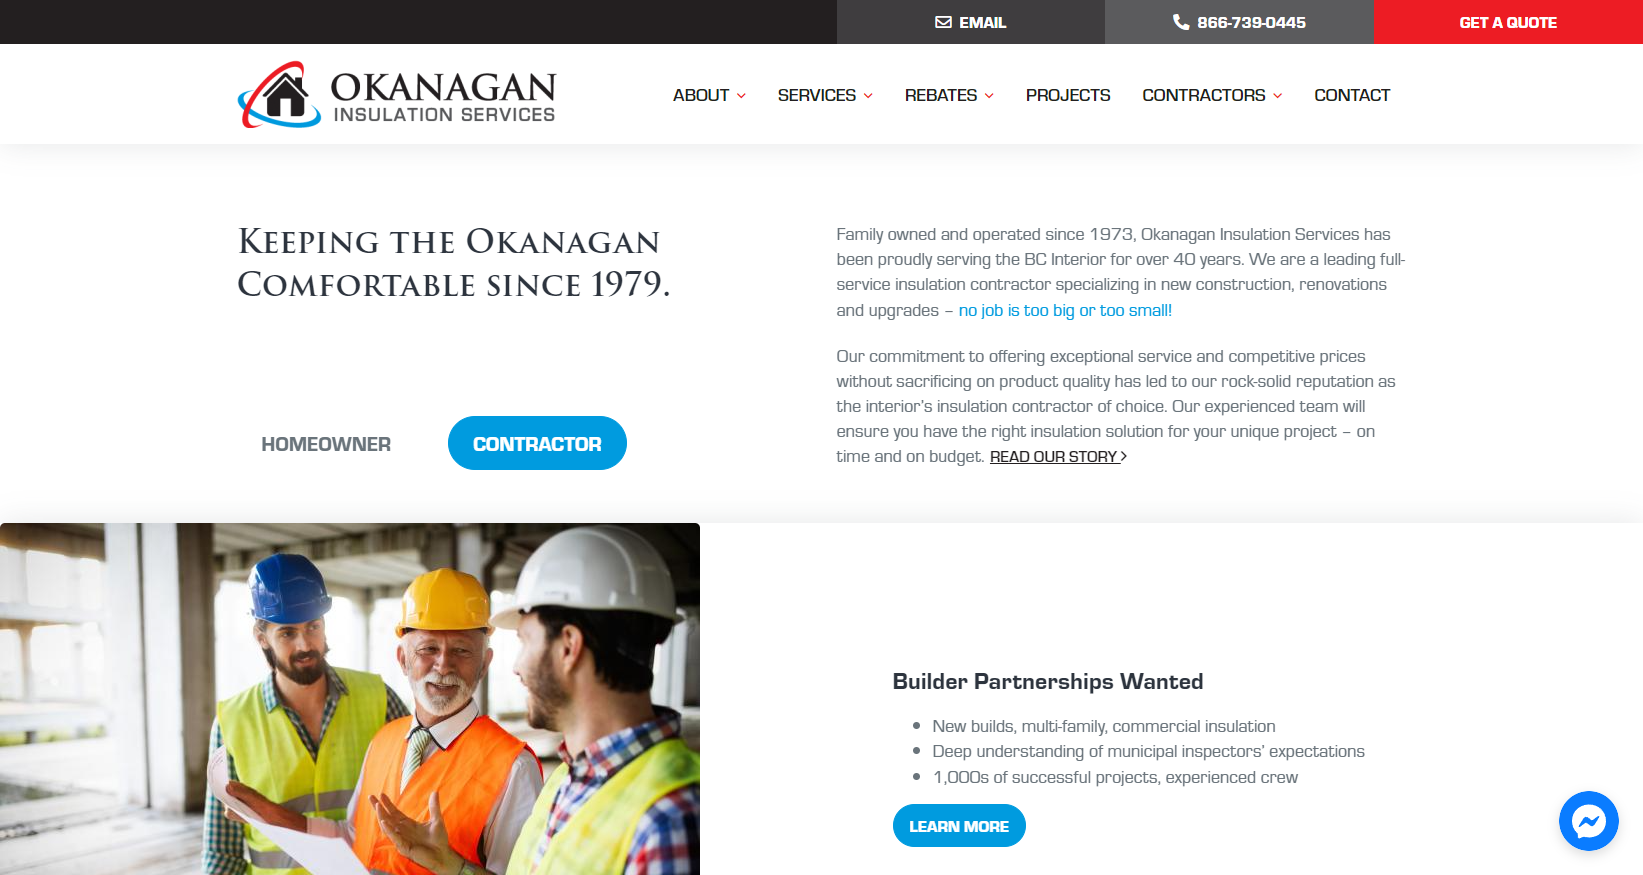 EMAIL
866-739-0445
GET A QUOTE
OKANAGAN
INSULATION SERVICES
ABOUT
SERVICES
REBATES
PROJECTS
CONTRACTORS
CONTACT
Keeping the Okanagan
Comfortable since 1979.
HOMEOWNER
CONTRACTOR
Family owned and operated since 1973, Okanagan Insulation Services has
been proudly serving the BC Interior for over 40 years. We are a leading full-
service insulation contractor specializing in new construction, renovations
and upgrades – no job is too big or too small!
Our commitment to offering exceptional service and competitive prices
without sacrificing on product quality has led to our rock-solid reputation as
the interior's insulation contractor of choice. Our experienced team will
ensure you have the right insulation solution for your unique project – on
time and on budget. READ OUR STORY
Builder Partnerships Wanted
• New builds, multi-family, commercial insulation
• Deep understanding of municipal inspectors' expectations
• 1,000s of successful projects, experienced crew
LEARN MORE